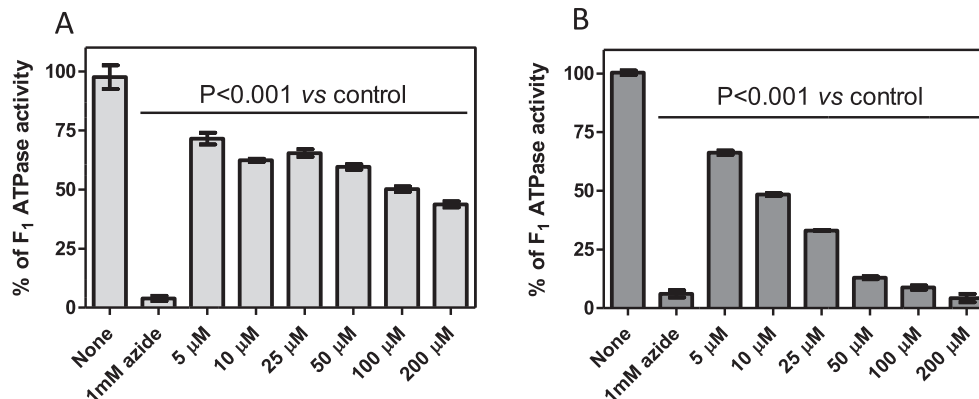 A
% of F1 ATPase activity
100
75
50
25
0
P<0.001 vs control
None
1mM azide
5 μM
10 μM
25 μM
50 μM
100 μM
200 μM
B
% of F1 ATPase activity
100
75
50
25
0
P<0.001 vs control
None
1mM azide
5 μM
10 μM
25 μM
50 μM
100 μM
200 μM